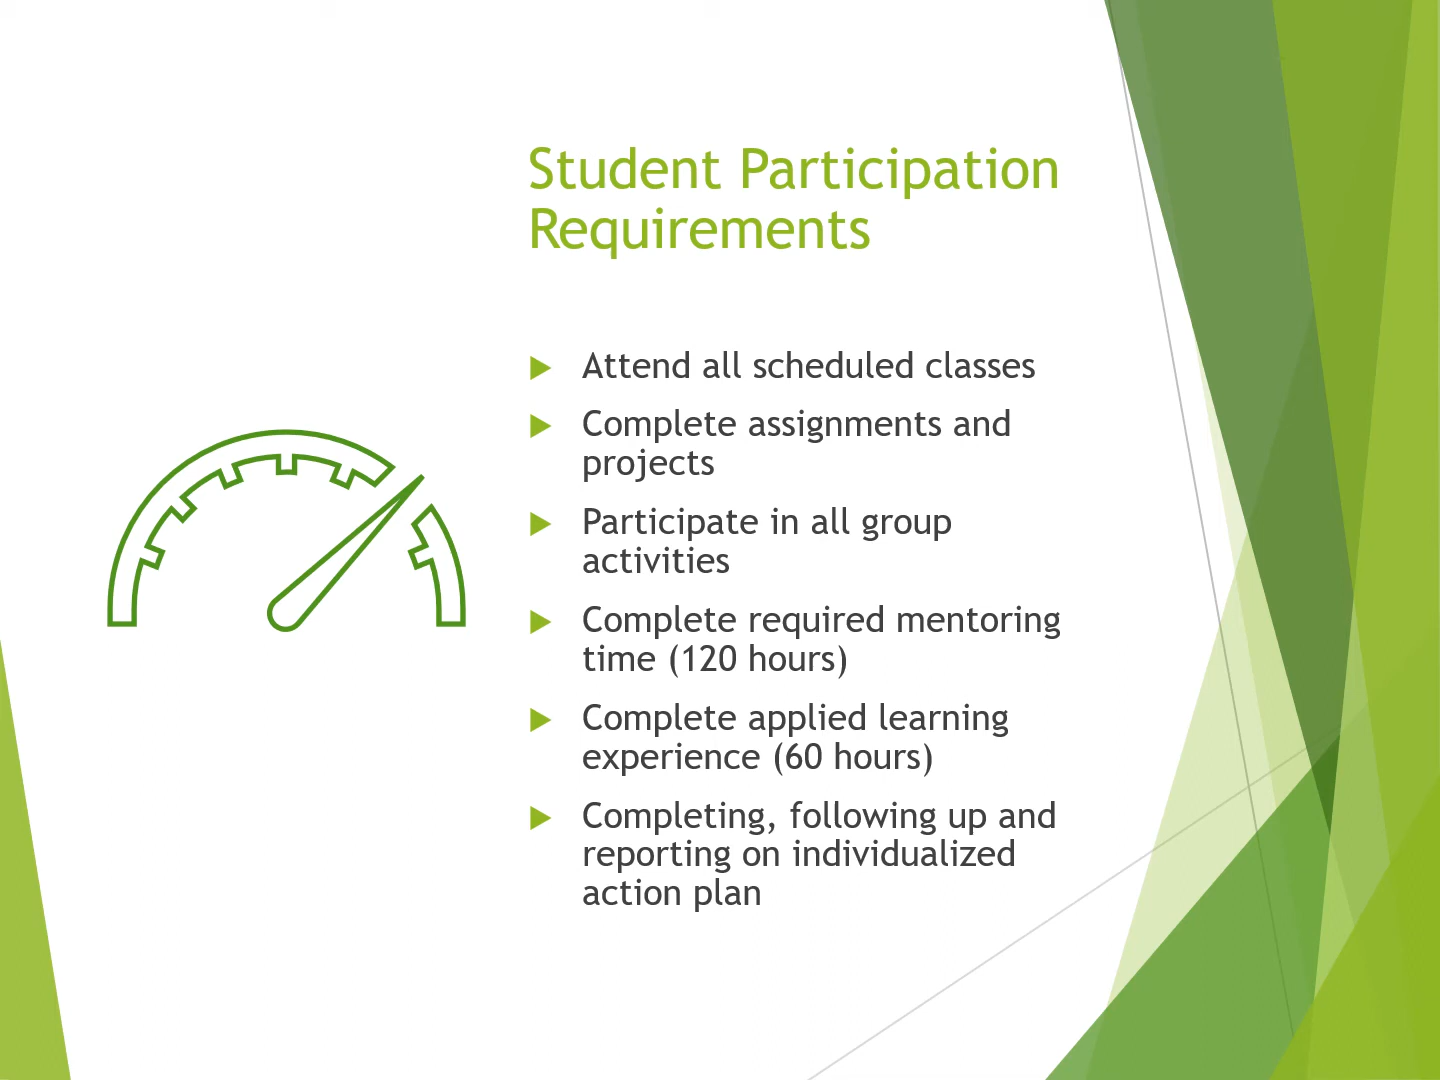 Student Participation
Requirements
Attend all scheduled classes
Complete assignments and
projects
Participate in all group
activities
Complete required mentoring
time (120 hours)
Complete applied learning
experience (60 hours)
Completing, following up and
reporting on individualized
action plan